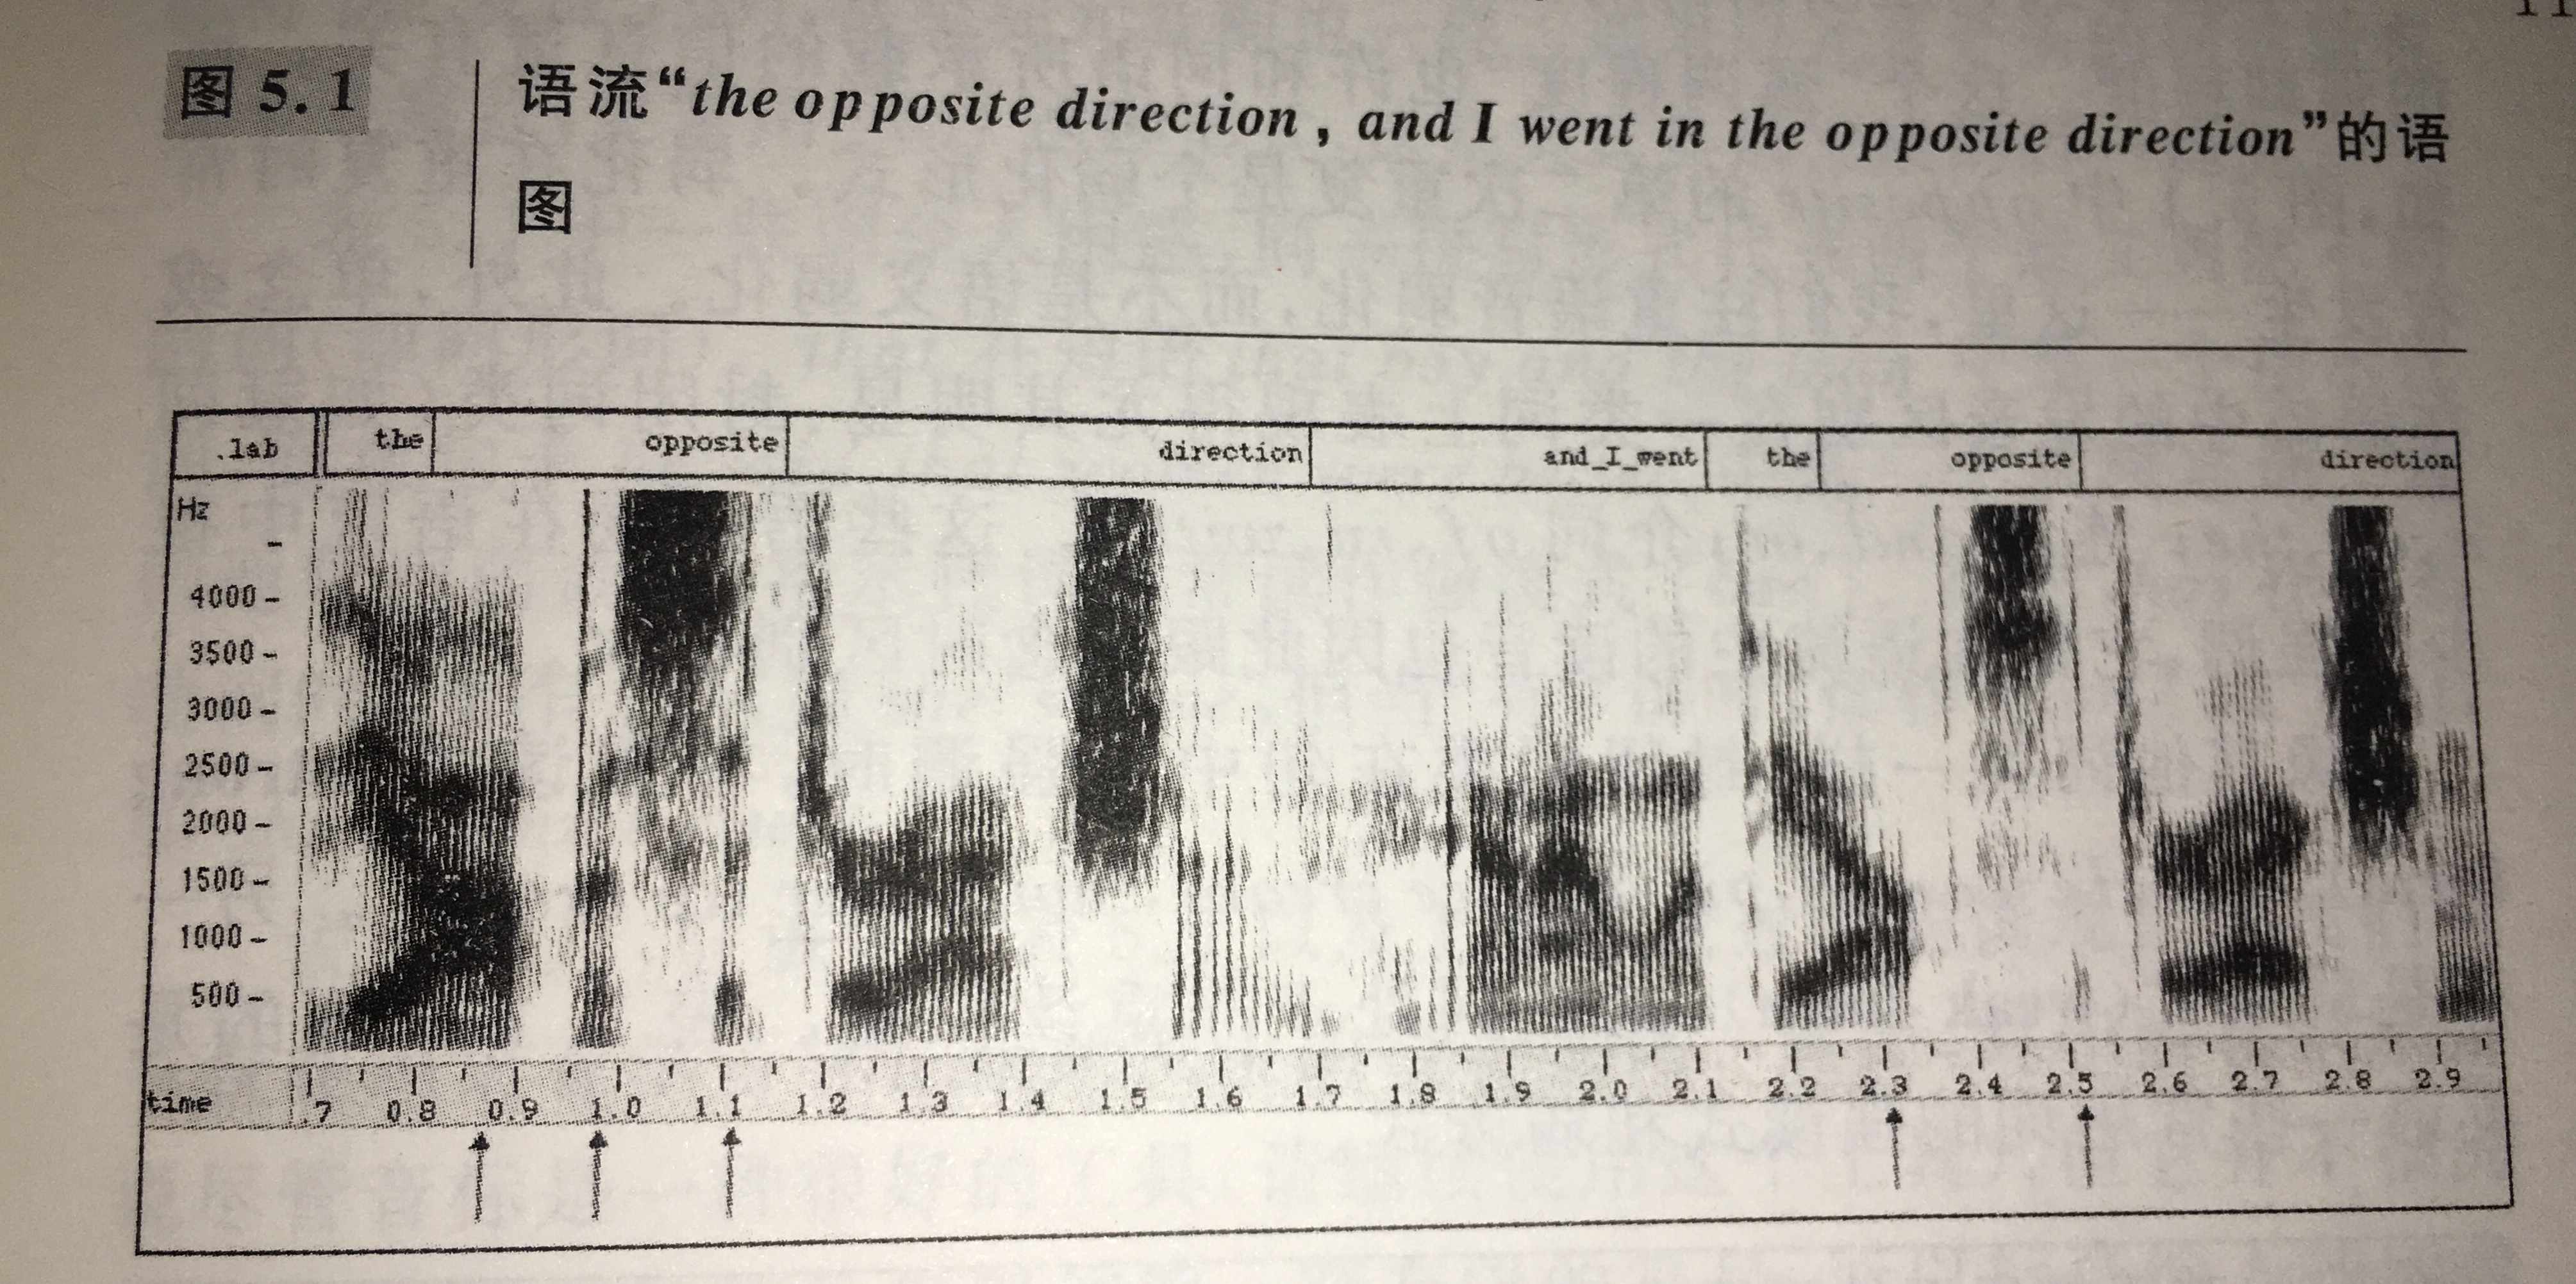 11
图 5.1
语流“the opposite direction, and I went in the opposite direction”的语
图
.lab the opposite direction and_I_went the opposite direction
Hz
4000
3500
3000
2500
2000
1500
1000
500
time .7 0.8 0.9 1.0 1.1 1.2 1.3 1.4 1.5 1.6 1.7 1.8 1.9 2.0 2.1 2.2 2.3 2.4 2.5 2.6 2.7 2.8 2.9